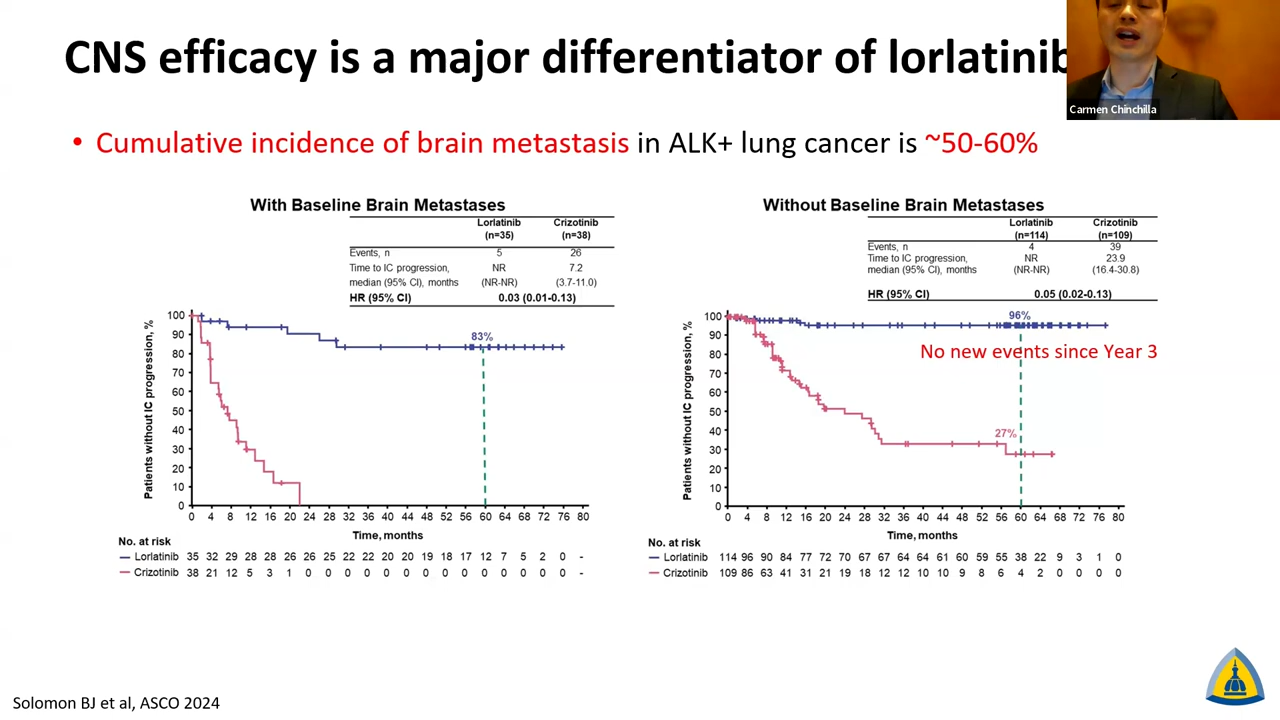 CNS efficacy is a major differentiator of lorlatinib
Carmen Chinchilla
• Cumulative incidence of brain metastasis in ALK+ lung cancer is ~50-60%
With Baseline Brain Metastases
Lorlatinib Crizotinib
(n=35) (n=38)
Events, n 5 26
Time to IC progression, NR 7.2
median (95% CI), months (NR-NR) (3.7-11.0)
HR (95% CI) 0.03 (0.01-0.13)
Patients without IC progression, %
100
90
80
70
60
50
40
30
20
10
0
83%
0 4 8 12 16 20 24 28 32 36 40 44 48 52 56 60 64 68 72 76 80
Time, months
No. at risk
Lorlatinib 35 32 29 28 28 26 26 25 22 22 20 20 19 18 17 12 7 5 2 0 -
Crizotinib 38 21 12 5 3 1 0 0 0 0 0 0 0 0 0 0 0 0 0 0 -
Without Baseline Brain Metastases
Lorlatinib Crizotinib
(n=114) (n=109)
Events, n 4 39
Time to IC progression, NR 23.9
median (95% CI), months (NR-NR) (16.4-30.8)
HR (95% CI) 0.05 (0.02-0.13)
Patients without IC progression, %
100
90
80
70
60
50
40
30
20
10
0
96%
No new events since Year 3
27%
0 4 8 12 16 20 24 28 32 36 40 44 48 52 56 60 64 68 72 76 80
Time, months
No. at risk
Lorlatinib 114 96 90 84 77 72 70 67 67 64 64 61 60 59 55 38 22 9 3 1 0
Crizotinib 109 86 63 41 31 21 19 18 12 12 10 10 9 8 6 4 2 0 0 0 0
Solomon BJ et al, ASCO 2024